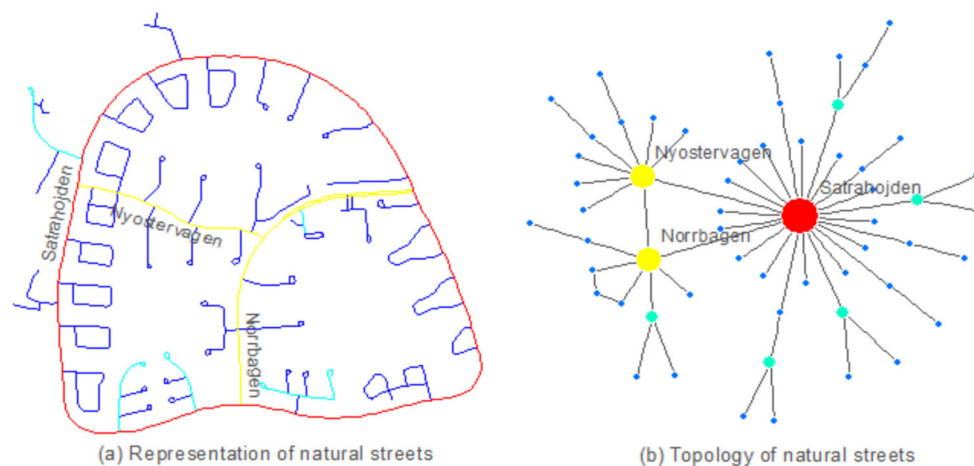 Satrahojden
Nyostervagen
Norrbagen
(a) Representation of natural streets
Nyostervagen
Satrahojden
Norrbagen
(b) Topology of natural streets